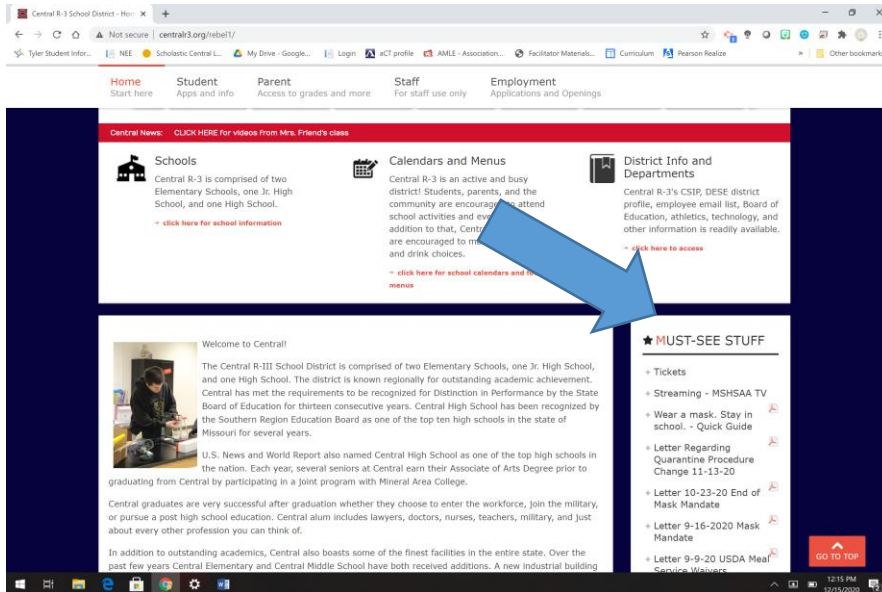 Central R-3 School District - Hom
Not secure | centralr3.org/rebel1/
Tyler Student Infor... NEE Scholastic Central L... My Drive - Google... Login aCT profile AMLE - Association... Facilitator Materials... Curriculum Pearson Realize » Other bookmark
Home Student Parent Staff Employment
Start here Apps and info Access to grades and more For staff use only Applications and Openings
Central News: CLICK HERE for videos from Mrs. Friend's class
Schools
Central R-3 is comprised of two
Elementary Schools, one Jr. High
School, and one High School.
click here for school information
Calendars and Menus
Central R-3 is an active and busy
district! Students, parents, and the
community are encouraged to attend
school activities and eve
addition to that, Centr
are encouraged to m
and drink choices.
click here for school calendars and fo
menus
District Info and
Departments
Central R-3's CSIP, DESE district
profile, employee email list, Board of
Education, athletics, technology, and
other information is readily available.
click here to access
Welcome to Central!
The Central R-III School District is comprised of two Elementary Schools, one Jr. High School,
and one High School. The district is known regionally for outstanding academic achievement.
Central has met the requirements to be recognized for Distinction in Performance by the State
Board of Education for thirteen consecutive years. Central High School has been recognized by
the Southern Region Education Board as one of the top ten high schools in the state of
Missouri for several years.
U.S. News and World Report also named Central High School as one of the top high schools in
the nation. Each year, several seniors at Central earn their Associate of Arts Degree prior to
graduating from Central by participating in a joint program with Mineral Area College.
Central graduates are very successful after graduation whether they choose to enter the workforce, join the military,
or pursue a post high school education. Central alum includes lawyers, doctors, nurses, teachers, military, and just
about every other profession you can think of.
In addition to outstanding academics, Central also boasts some of the finest facilities in the entire state. Over the
past few years Central Elementary and Central Middle School have both received additions. A new industrial building
MUST-SEE STUFF
+ Tickets
+ Streaming - MSHSAA TV
+ Wear a mask. Stay in
school. - Quick Guide
+ Letter Regarding
Quarantine Procedure
Change 11-13-20
+ Letter 10-23-20 End of
Mask Mandate
+ Letter 9-16-2020 Mask
Mandate
+ Letter 9-9-20 USDA Meal
Service Waivers
GO TO TOP
12:15 PM
12/15/2020